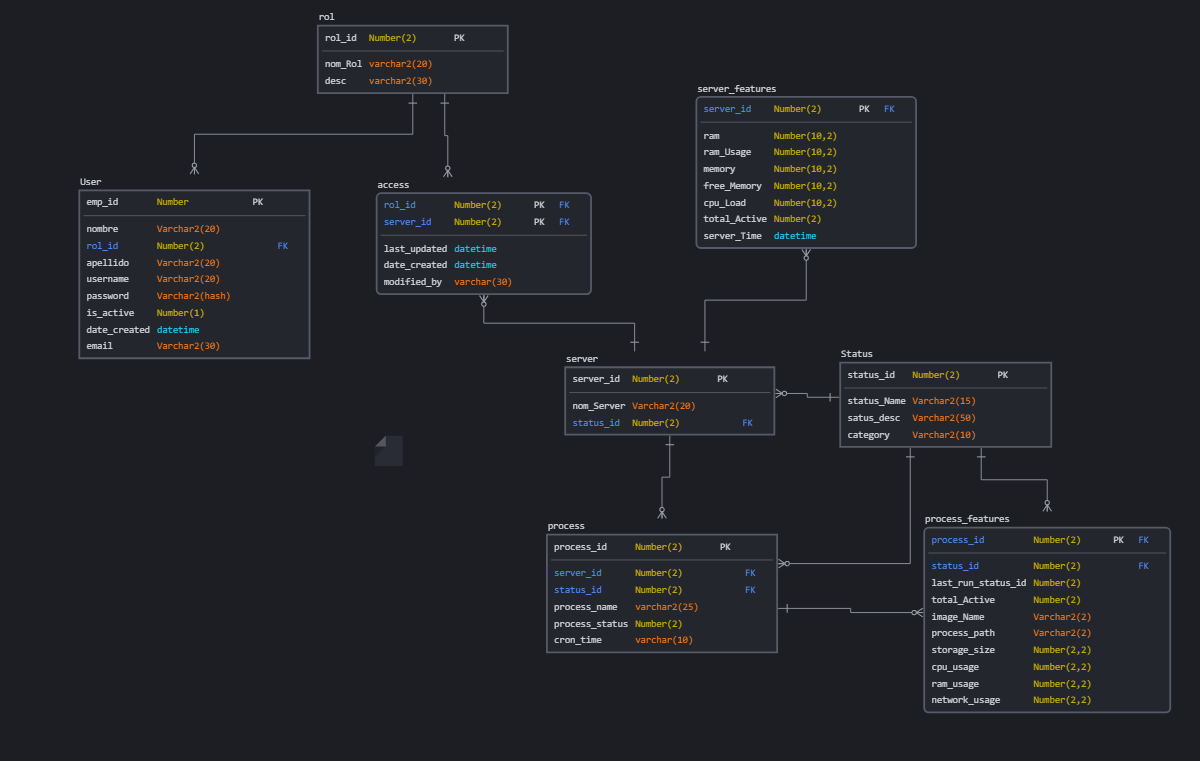 rol
rol_id Number(2) PK
nom_Rol varchar2(20)
desc varchar2(30)
server_features
server_id Number(2) PK FK
ram Number(10,2)
ram_Usage Number(10,2)
memory Number(10,2)
free_Memory Number(10,2)
cpu_Load Number(10,2)
total_Active Number(2)
server_Time datetime
User
emp_id Number PK
nombre Varchar2(20)
rol_id Number(2) FK
apellido Varchar2(20)
username Varchar2(20)
password Varchar2(hash)
is_active Number(1)
date_created datetime
email Varchar2(30)
access
rol_id Number(2) PK FK
server_id Number(2) PK FK
last_updated datetime
date_created datetime
modified_by varchar(30)
server
server_id Number(2) PK
nom_Server Varchar2(20)
status_id Number(2) FK
Status
status_id Number(2) PK
status_Name Varchar2(15)
satus_desc Varchar2(50)
category Varchar2(10)
process
process_id Number(2) PK
server_id Number(2) FK
status_id Number(2) FK
process_name varchar2(25)
process_status Number(2)
cron_time varchar(10)
process_features
process_id Number(2) PK FK
status_id Number(2) FK
last_run_status_id Number(2)
total_Active Number(2)
image_Name Varchar2(2)
process_path Varchar2(2)
storage_size Number(2,2)
cpu_usage Number(2,2)
ram_usage Number(2,2)
network_usage Number(2,2)